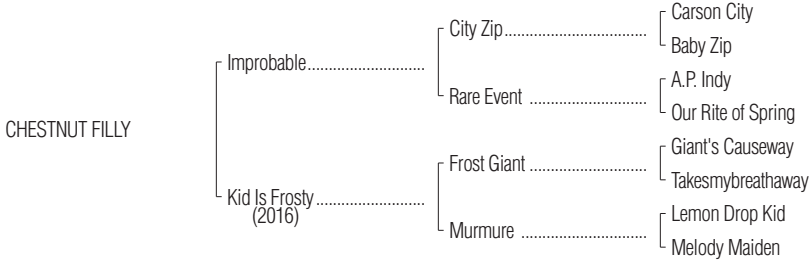 Carson City
City Zip
Baby Zip
Improbable
A.P. Indy
Rare Event
Our Rite of Spring
CHESTNUT FILLY
Giant's Causeway
Frost Giant
Takesmybreathaway
Kid Is Frosty
(2016)
Lemon Drop Kid
Murmure
Melody Maiden